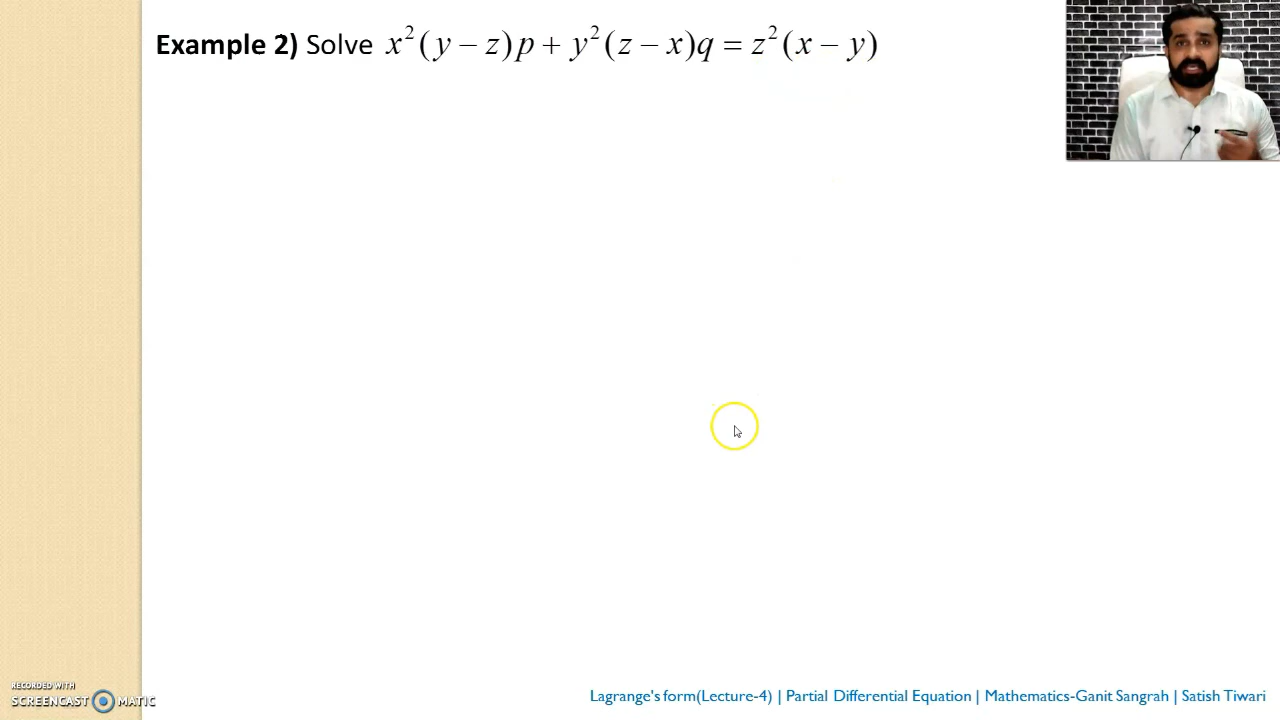 Example 2) Solve x²(y − z)p + y²(z − x)q = z²(x − y)
RECORDED WITH
SCREENCAST MATIC
Lagrange's form(Lecture-4) | Partial Differential Equation | Mathematics-Ganit Sangrah | Satish Tiwari